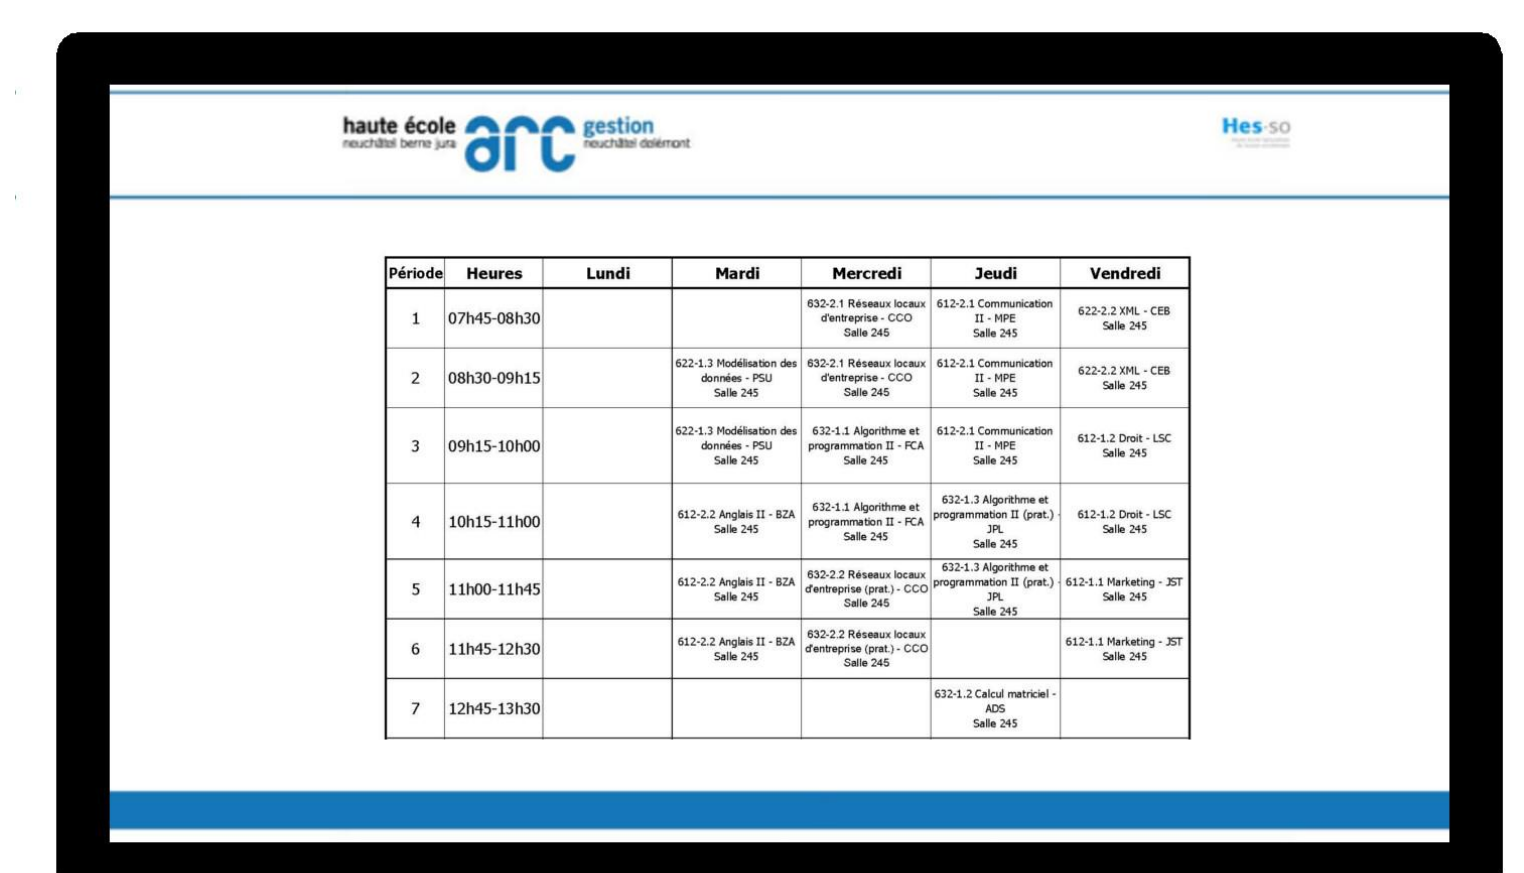 haute école arc gestion
neuchâtel berne jura neuchâtel delémont
Hes-so
Période Heures Lundi Mardi Mercredi Jeudi Vendredi
1 07h45-08h30
632-2.1 Réseaux locaux
d'entreprise - CCO
Salle 245
612-2.1 Communication
II - MPE
Salle 245
622-2.2 XML - CEB
Salle 245
2 08h30-09h15
622-1.3 Modélisation des
données - PSU
Salle 245
632-2.1 Réseaux locaux
d'entreprise - CCO
Salle 245
612-2.1 Communication
II - MPE
Salle 245
622-2.2 XML - CEB
Salle 245
3 09h15-10h00
622-1.3 Modélisation des
données - PSU
Salle 245
632-1.1 Algorithme et
programmation II - FCA
Salle 245
612-2.1 Communication
II - MPE
Salle 245
612-1.2 Droit - LSC
Salle 245
4 10h15-11h00
612-2.2 Anglais II - BZA
Salle 245
632-1.1 Algorithme et
programmation II - FCA
Salle 245
632-1.3 Algorithme et
programmation II (prat.) -
JPL
Salle 245
612-1.2 Droit - LSC
Salle 245
5 11h00-11h45
612-2.2 Anglais II - BZA
Salle 245
632-2.2 Réseaux locaux
d'entreprise (prat.) - CCO
Salle 245
632-1.3 Algorithme et
programmation II (prat.) -
JPL
Salle 245
612-1.1 Marketing - JST
Salle 245
6 11h45-12h30
612-2.2 Anglais II - BZA
Salle 245
632-2.2 Réseaux locaux
d'entreprise (prat.) - CCO
Salle 245
612-1.1 Marketing - JST
Salle 245
7 12h45-13h30
632-1.2 Calcul matriciel -
ADS
Salle 245